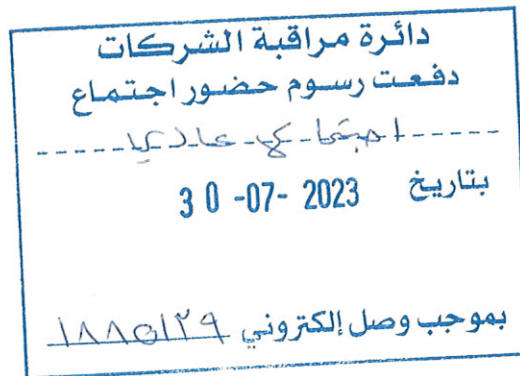 دائرة مراقبة الشركات
دفعت رسوم حضور اجتماع
اجتماع عادي
بتاريخ 30 -07- 2023
بموجب وصل إلكتروني ١٨٨٥١٢٩